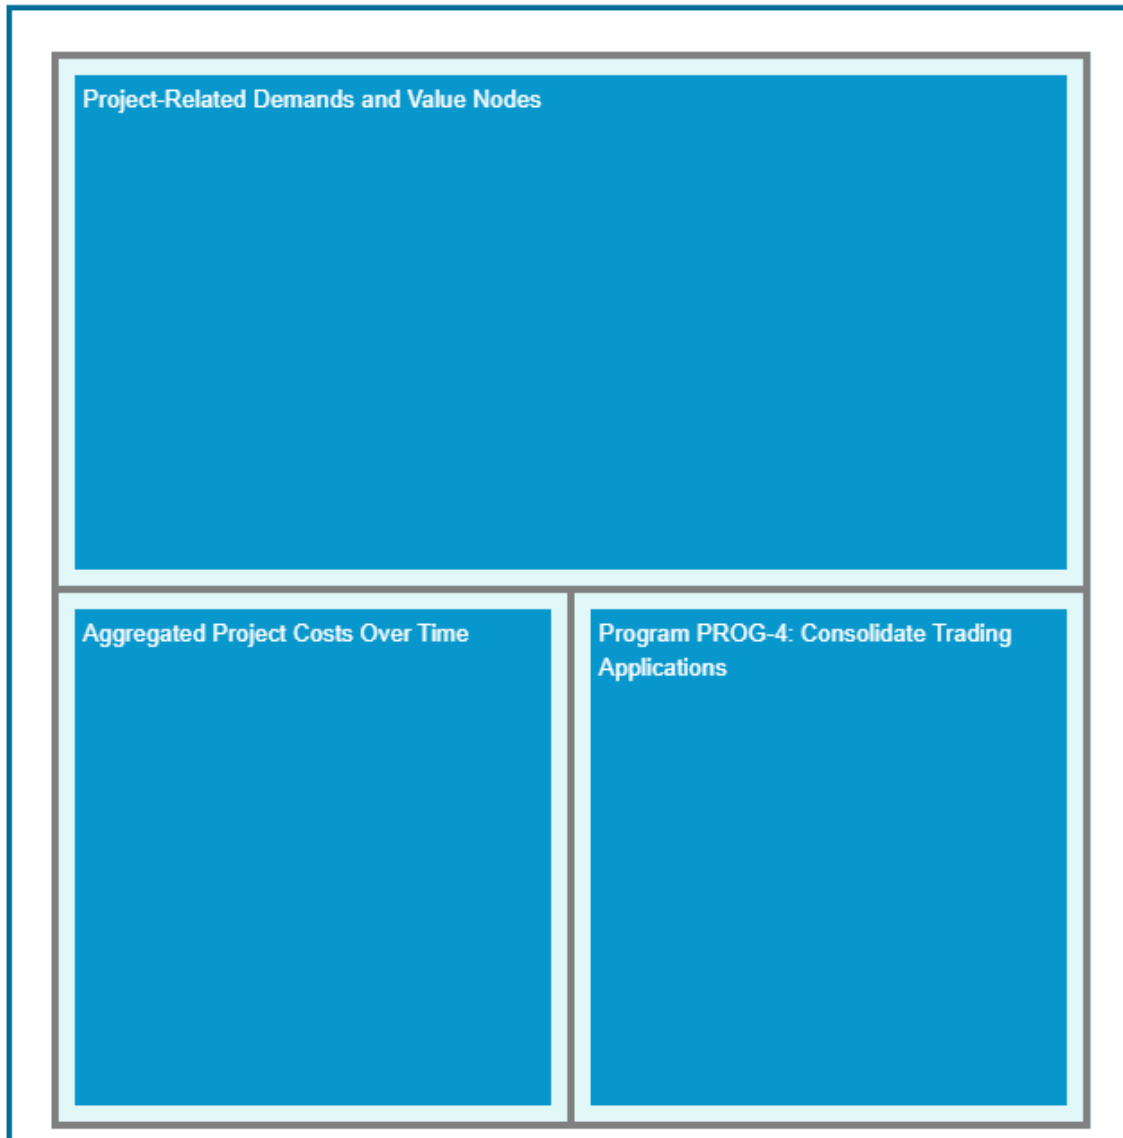 Project-Related Demands and Value Nodes
Aggregated Project Costs Over Time
Program PROG-4: Consolidate Trading
Applications